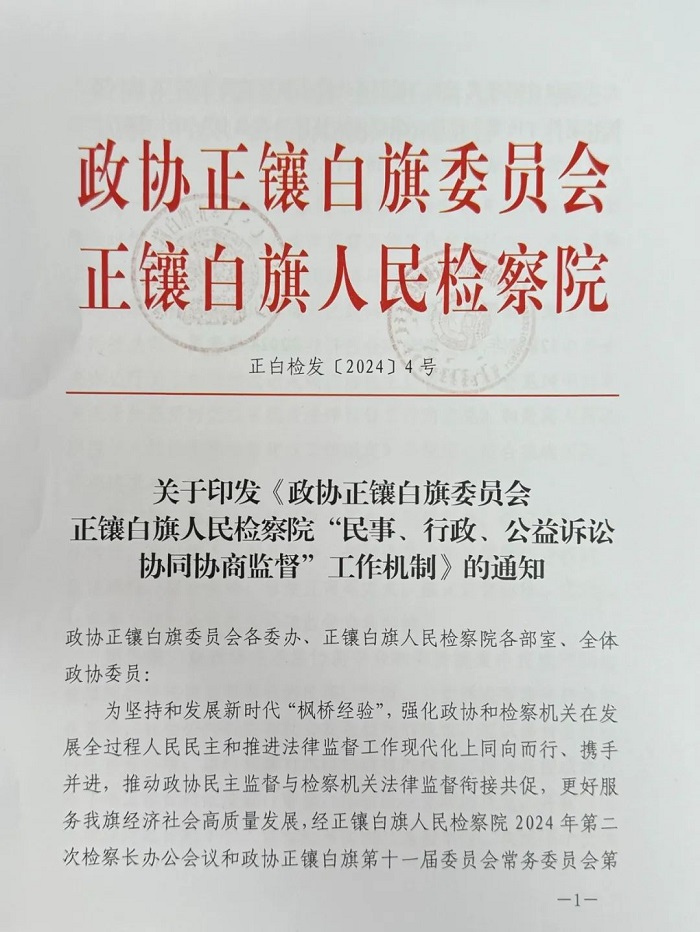 政协正镶白旗委员会
正镶白旗人民检察院
正白检发〔2024〕4号
关于印发《政协正镶白旗委员会
正镶白旗人民检察院“民事、行政、公益诉讼
协同协商监督”工作机制》的通知
政协正镶白旗委员会各委办、正镶白旗人民检察院各部室、全体
政协委员：
为坚持和发展新时代“枫桥经验”，强化政协和检察机关在发
展全过程人民民主和推进法律监督工作现代化上同向而行、携手
并进，推动政协民主监督与检察机关法律监督衔接共促，更好服
务我旗经济社会高质量发展，经正镶白旗人民检察院 2024 年第二
次检察长办公会议和政协正镶白旗第十一届委员会常务委员会第
—1—